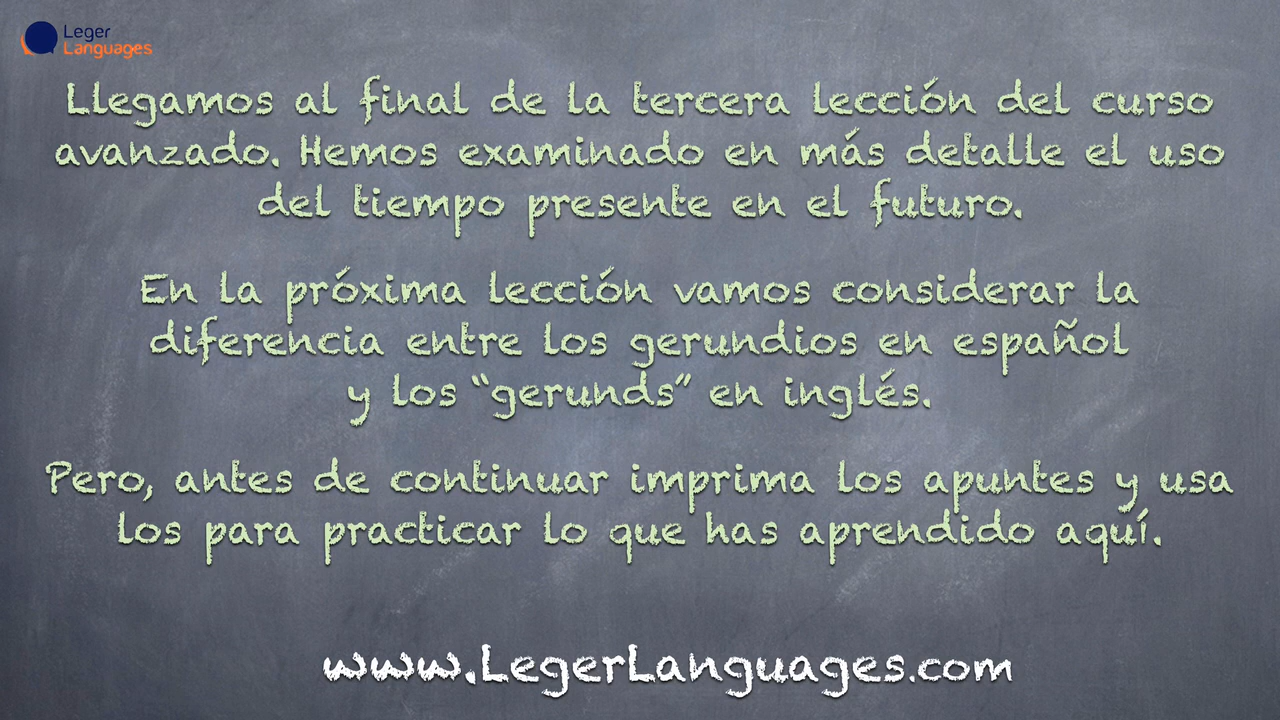 Leger
Languages
Llegamos al final de la tercera lección del curso
avanzado. Hemos examinado en más detalle el uso
del tiempo presente en el futuro.
En la próxima lección vamos considerar la
diferencia entre los gerundios en español
y los “gerunds” en inglés.
Pero, antes de continuar imprima los apuntes y usa
los para practicar lo que has aprendido aquí.
www.LegerLanguages.com